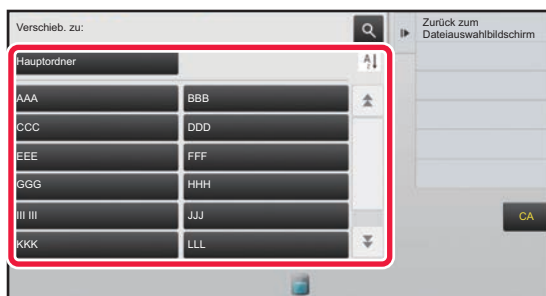 Verschieb. zu:
Zurück zum
Dateiauswahlbildschirm
Hauptordner
AAA
BBB
CCC
DDD
EEE
FFF
GGG
HHH
III III
JJJ
KKK
LLL
CA